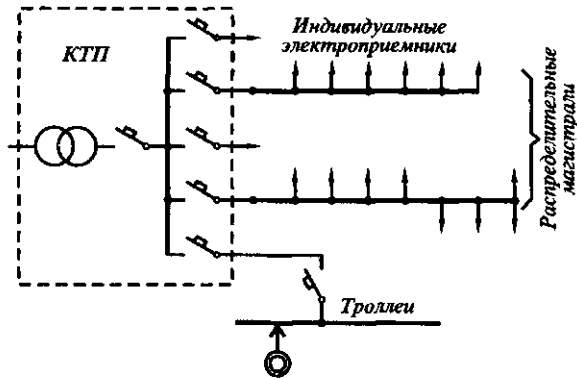 КТП
Индивидуальные
электроприемники
Распределительные
магистрали
Троллеи